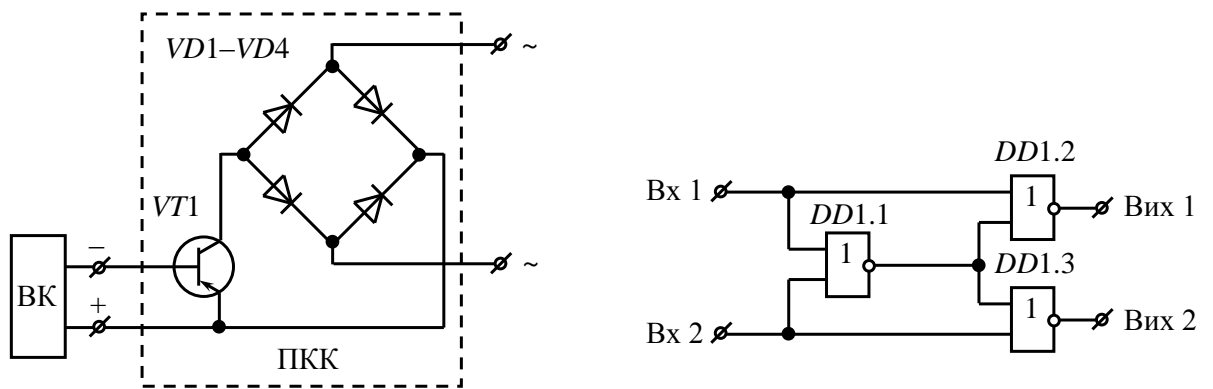 VD1–VD4
~
VT1
–
ВК
+
~
ПКК
Вх 1
DD1.1
1
DD1.2
1
Вих 1
DD1.3
1
Вх 2
Вих 2